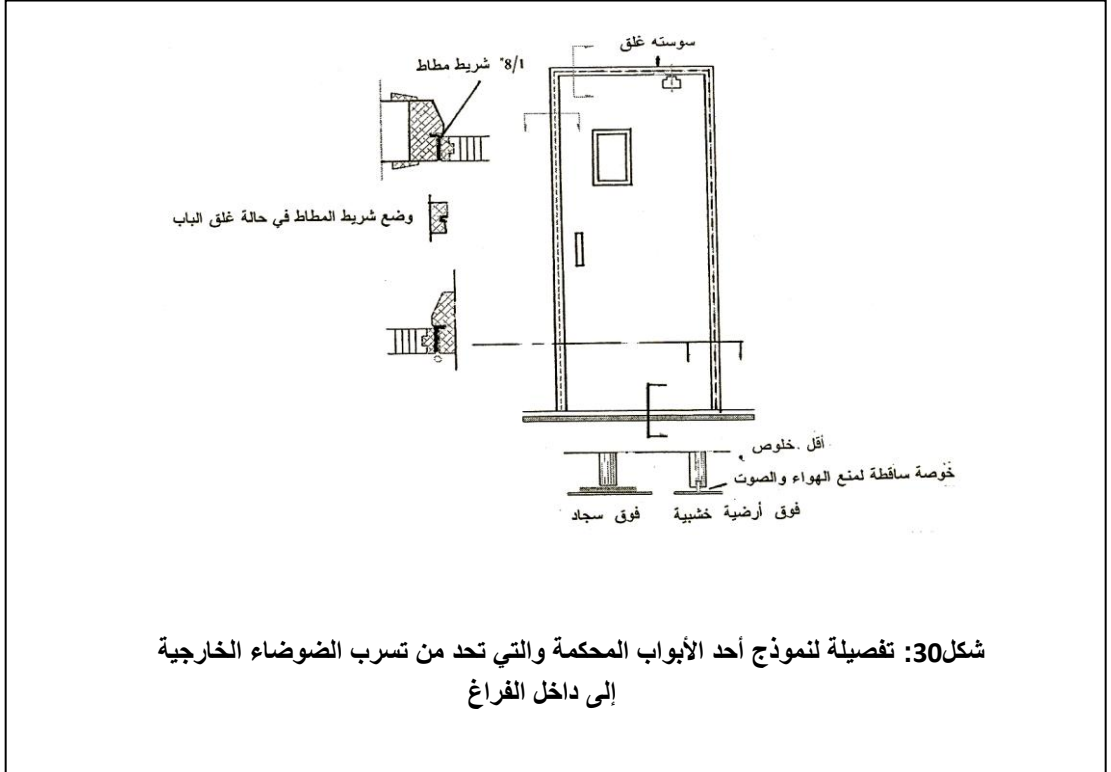 سوسته غلق
8/1" شريط مطاط
وضع شريط المطاط في حالة غلق الباب
أقل خلوص
خوصة ساقطة لمنع الهواء والصوت
فوق أرضية خشبية فوق سجاد
شكل30: تفصيلة لنموذج أحد الأبواب المحكمة والتي تحد من تسرب الضوضاء الخارجية
إلى داخل الفراغ